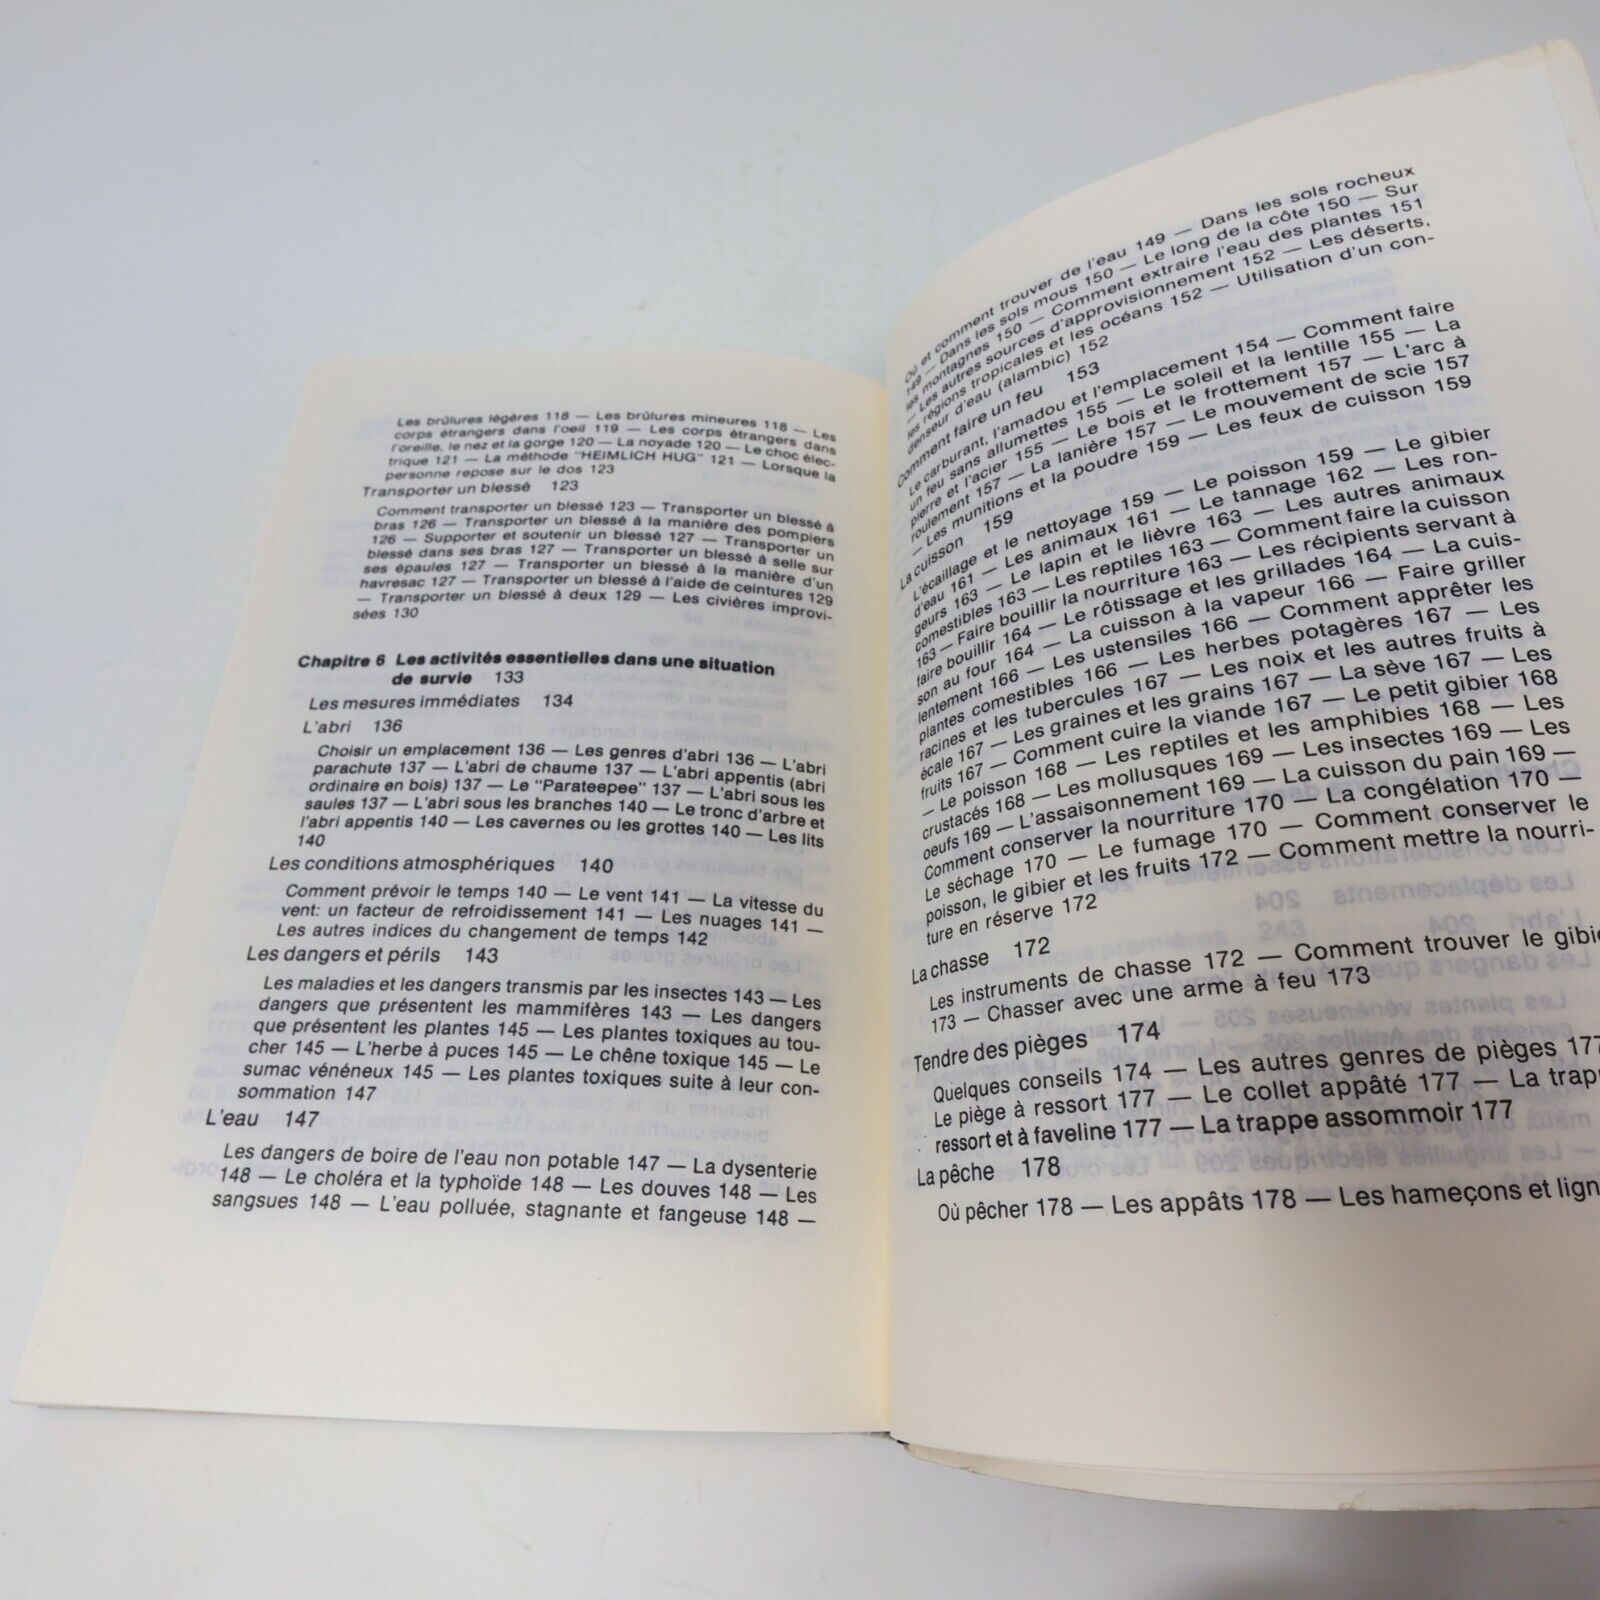 Les brûlures légères 118 — Les brûlures mineures 118 — Les
corps étrangers dans l'oeil 119 — Les corps étrangers dans
l'oreille, le nez et la gorge 120 — La noyade 120 — Le choc élec-
trique 121 — La méthode "HEIMLICH HUG" 121 — Lorsque la
personne repose sur le dos 123
Transporter un blessé 123
Comment transporter un blessé 123 — Transporter un blessé à
bras 126 — Transporter un blessé à la manière des pompiers
126 — Supporter et soutenir un blessé 127 — Transporter un
blessé dans ses bras 127 — Transporter un blessé à selle sur
ses épaules 127 — Transporter un blessé à la manière d'un
havresac 127 — Transporter un blessé à l'aide de ceintures 129
— Transporter un blessé à deux 129 — Les civières improvi-
sées 130
Chapitre 6 Les activités essentielles dans une situation
de survie 133
Les mesures immédiates 134
L'abri 136
Choisir un emplacement 136 — Les genres d'abri 136 — L'abri
parachute 137 — L'abri de chaume 137 — L'abri appentis (abri
ordinaire en bois) 137 — Le "Parateepee" 137 — L'abri sous les
saules 137 — L'abri sous les branches 140 — Le tronc d'arbre et
l'abri appentis 140 — Les cavernes ou les grottes 140 — Les lits
140
Les conditions atmosphériques 140
Comment prévoir le temps 140 — Le vent 141 — La vitesse du
vent: un facteur de refroidissement 141 — Les nuages 141 —
Les autres indices du changement de temps 142
Les dangers et périls 143
Les maladies et les dangers transmis par les insectes 143 — Les
dangers que présentent les mammifères 143 — Les dangers
que présentent les plantes 145 — Les plantes toxiques au tou-
cher 145 — L'herbe à puces 145 — Le chêne toxique 145 — Le
sumac vénéneux 145 — Les plantes toxiques suite à leur con-
sommation 147
L'eau 147
Les dangers de boire de l'eau non potable 147 — La dysenterie
148 — Le choléra et la typhoïde 148 — Les douves 148 — Les
sangsues 148 — L'eau polluée, stagnante et fangeuse 148 —
Où et comment trouver de l'eau 149 — Dans les sols rocheux
149 — Dans les sols mous 150 — Le long de la côte 150 — Sur
les montagnes 150 — Comment extraire l'eau des plantes 151
— Les autres sources d'approvisionnement 152 — Les déserts,
les régions tropicales et les océans 152 — Utilisation d'un con-
denseur d'eau (alambic) 152
Comment faire un feu 153
Le carburant, l'amadou et l'emplacement 154 — Comment faire
un feu sans allumettes 155 — Le soleil et la lentille 155 — La
pierre et l'acier 155 — Le bois et le frottement 157 — L'arc à
roulement 157 — La lanière 157 — Le mouvement de scie 157
— Les munitions et la poudre 159 — Les feux de cuisson 159
La cuisson 159
L'écaillage et le nettoyage 159 — Le poisson 159 — Le gibier
d'eau 161 — Les animaux 161 — Le tannage 162 — Les ron-
geurs 163 — Le lapin et le lièvre 163 — Les autres animaux
comestibles 163 — Les reptiles 163 — Comment faire la cuisson
163 — Faire bouillir la nourriture 163 — Les récipients servant à
faire bouillir 164 — Le rôtissage et les grillades 164 — La cuis-
son au four 164 — La cuisson à la vapeur 166 — Faire griller
lentement 166 — Les ustensiles 166 — Comment apprêter les
plantes comestibles 166 — Les herbes potagères 167 — Les
racines et les tubercules 167 — Les noix et les autres fruits à
écale 167 — Les graines et les grains 167 — La sève 167 — Les
fruits 167 — Comment cuire la viande 167 — Le petit gibier 168
— Le poisson 168 — Les reptiles et les amphibies 168 — Les
crustacés 168 — Les mollusques 169 — Les insectes 169 — Les
oeufs 169 — L'assaisonnement 169 — La cuisson du pain 169 —
Comment conserver la nourriture 170 — La congélation 170 —
Le séchage 170 — Le fumage 170 — Comment conserver le
poisson, le gibier et les fruits 172 — Comment mettre la nourri-
ture en réserve 172
La chasse 172
Les instruments de chasse 172 — Comment trouver le gibie
173 — Chasser avec une arme à feu 173
Tendre des pièges 174
Quelques conseils 174 — Les autres genres de pièges 177
Le piège à ressort 177 — Le collet appâté 177 — La trapp
ressort et à faveline 177 — La trappe assommoir 177
La pêche 178
Où pêcher 178 — Les appâts 178 — Les hameçons et lign